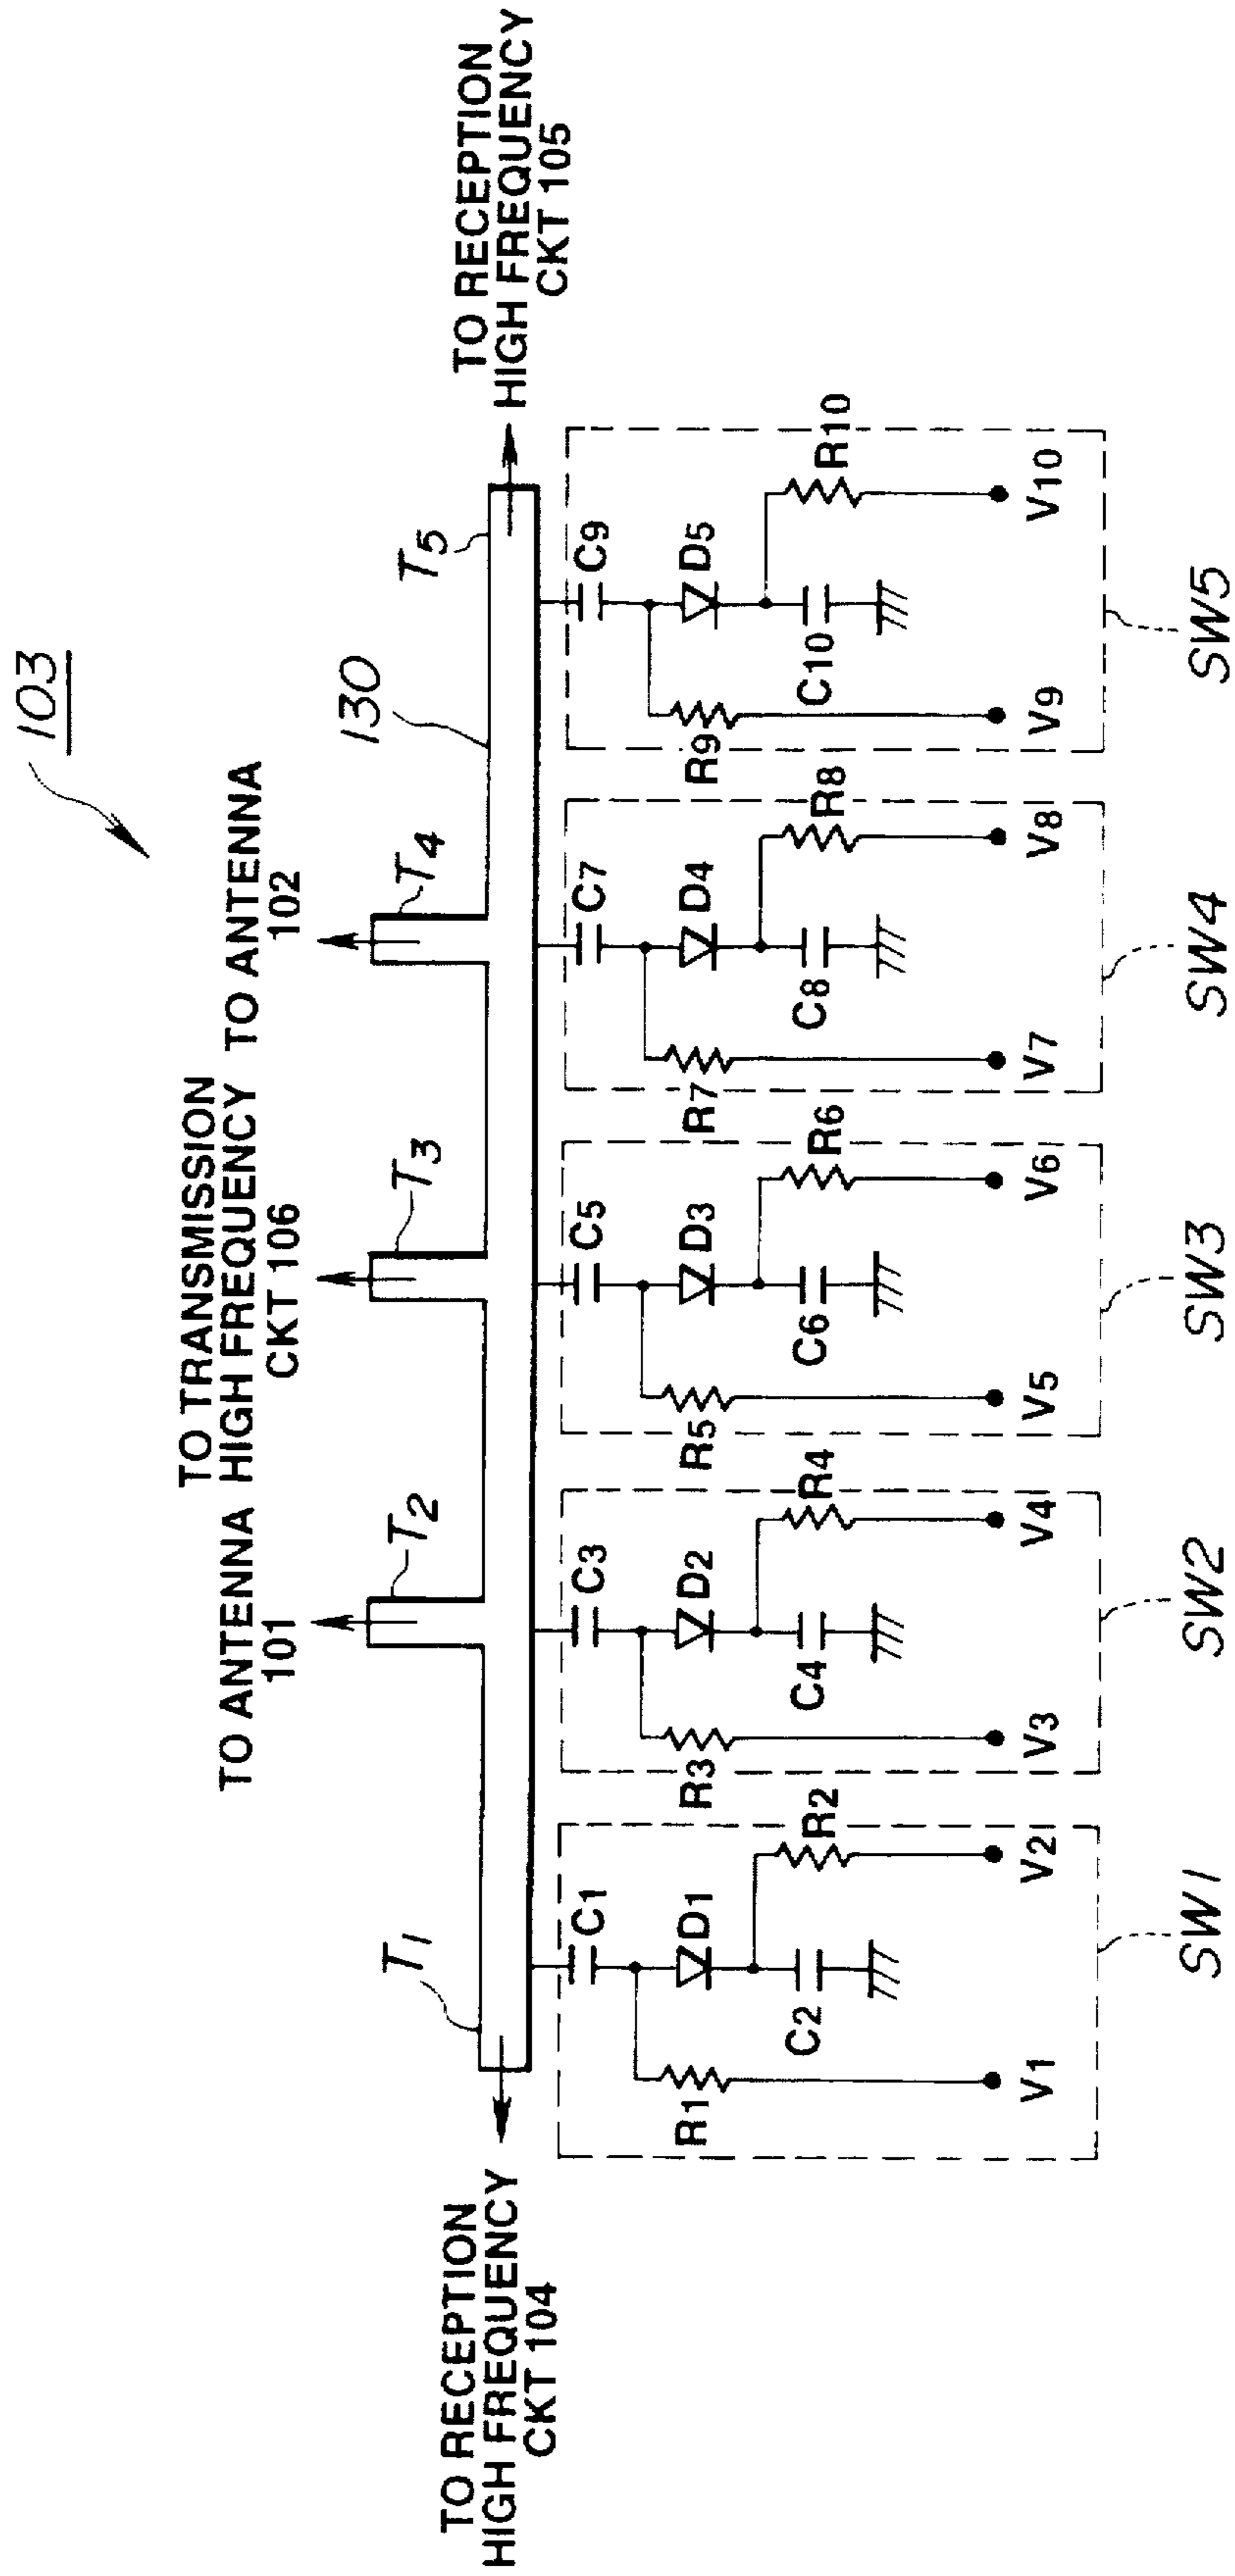 103
TO TRANSMISSION
HIGH FREQUENCY
CKT 106
TO ANTENNA
101
TO ANTENNA
102
T1
T2
T3
T4
130
T5
TO RECEPTION
HIGH FREQUENCY
CKT 104
TO RECEPTION
HIGH FREQUENCY
CKT 105
C1
R1
D1
R2
C2
V1
V2
SW1
C3
R3
D2
R4
C4
V3
V4
SW2
C5
R5
D3
R6
C6
V5
V6
SW3
C7
R7
D4
R8
C8
V7
V8
SW4
C9
R9
D5
R10
C10
V9
V10
SW5